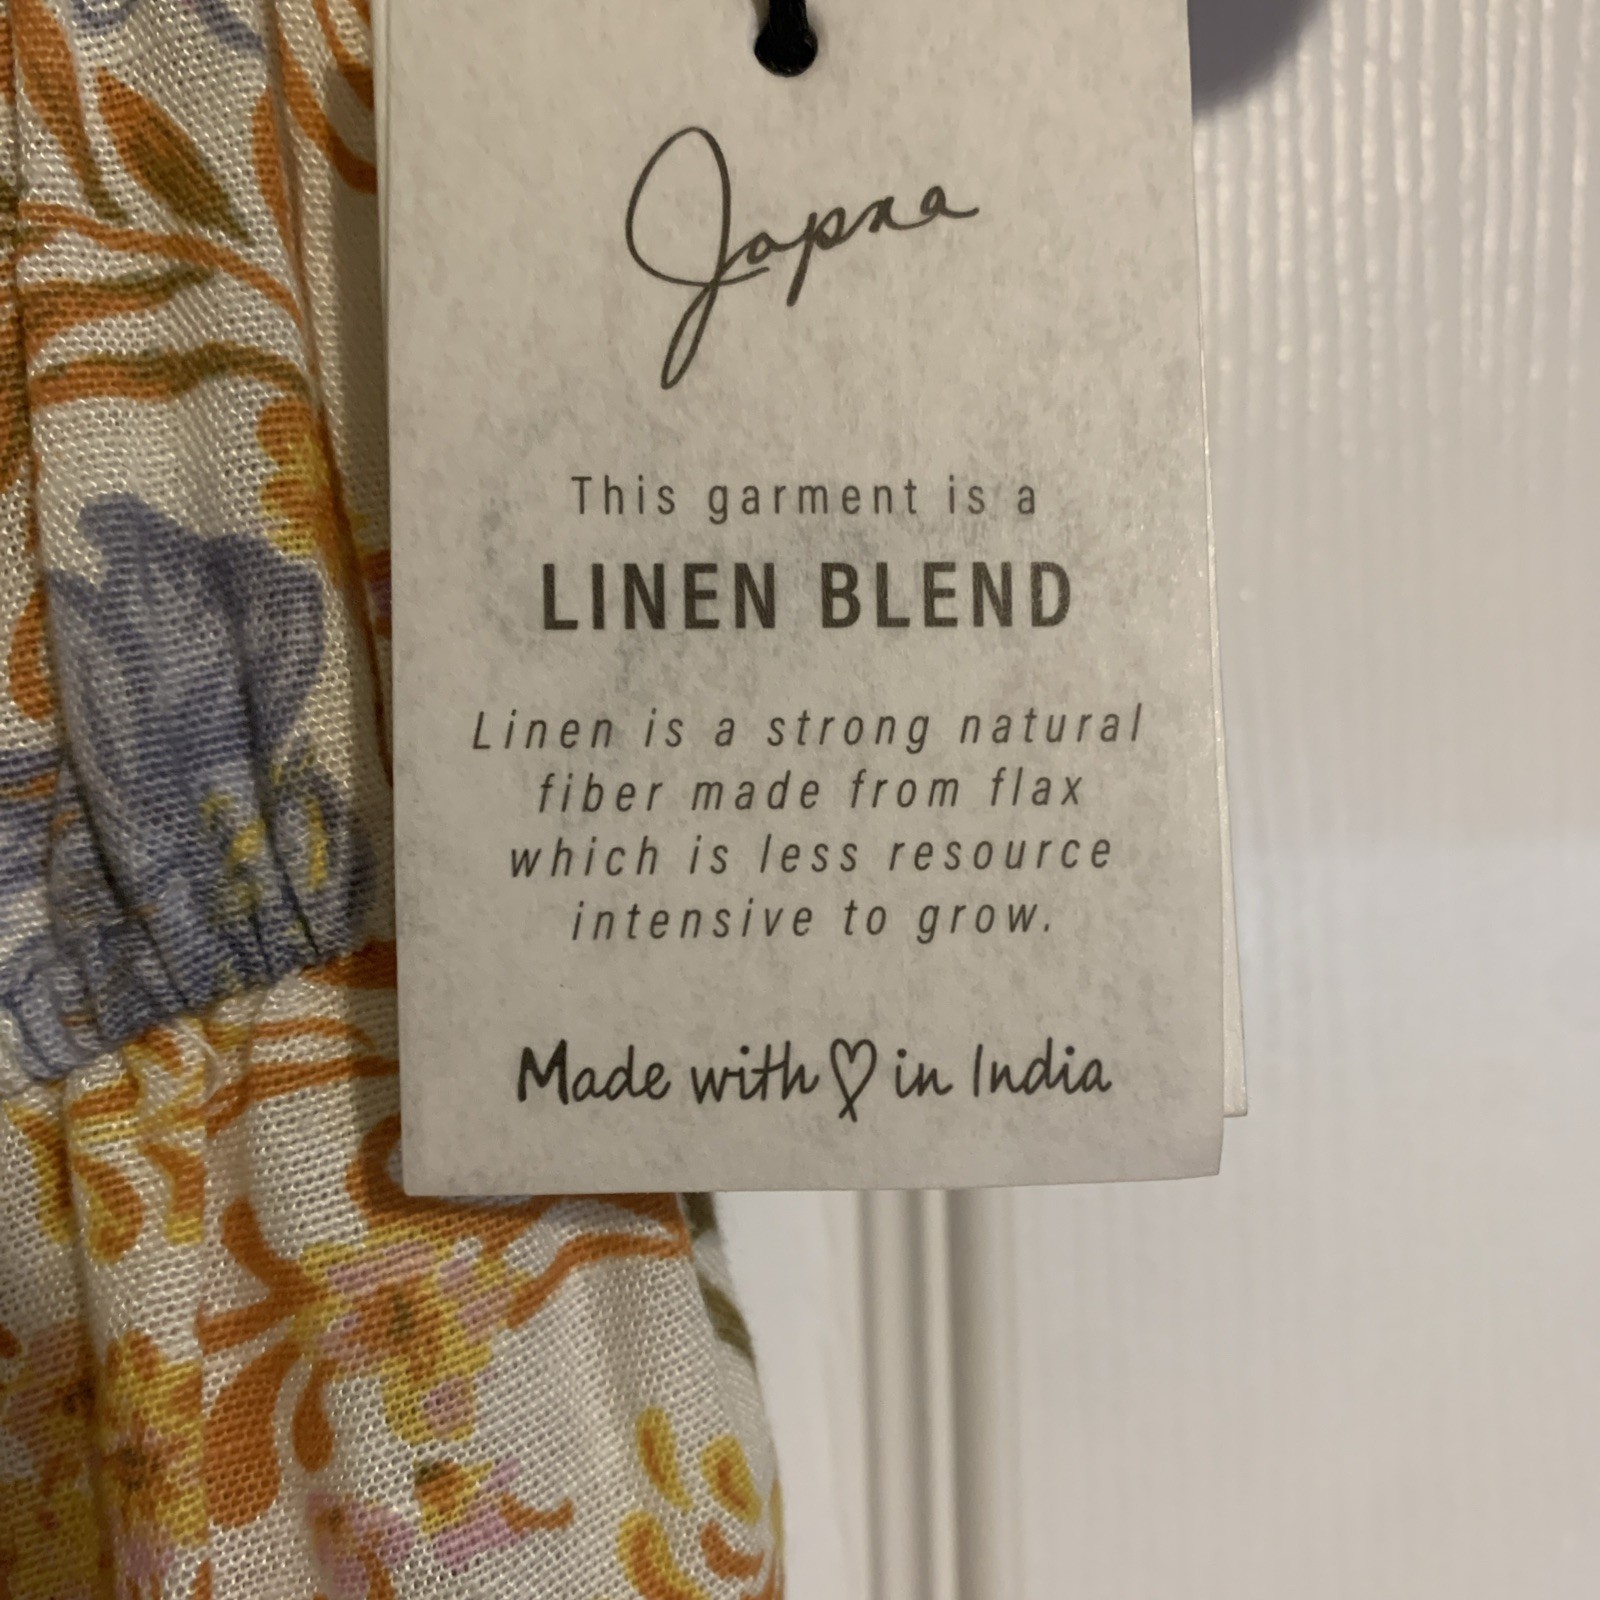 Japna
This garment is a
LINEN BLEND
Linen is a strong natural
fiber made from flax
which is less resource
intensive to grow.
Made with ♡ in India